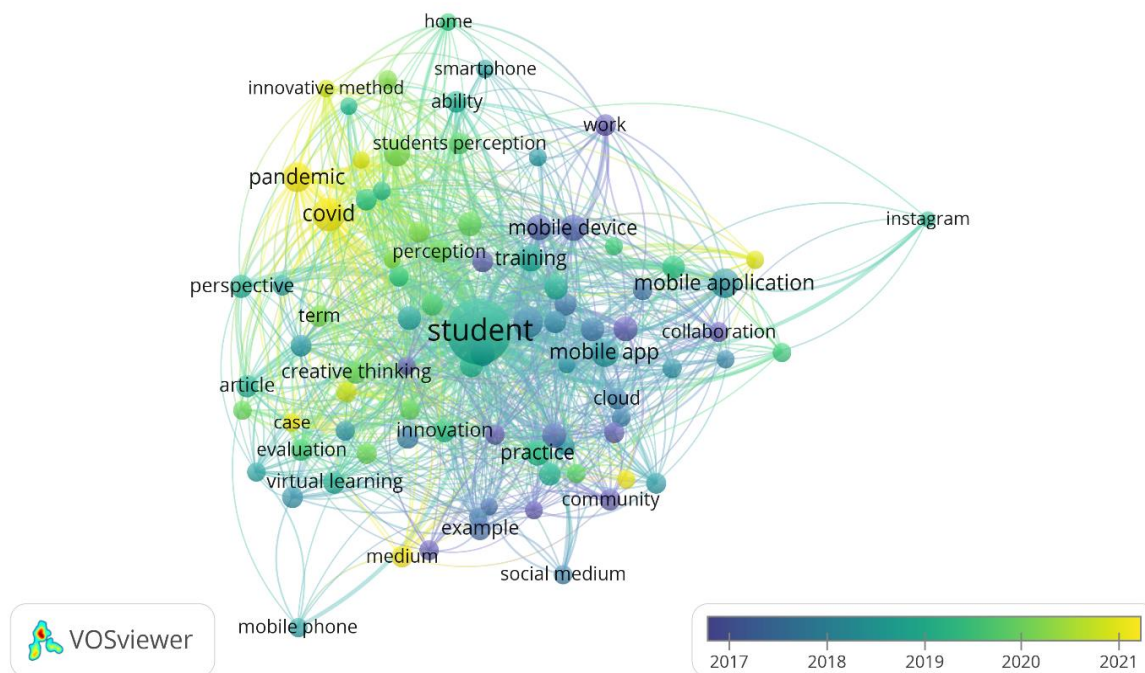 home
smartphone
innovative method
ability
work
students perception
pandemic
covid
instagram
mobile device
perception
training
perspective
mobile application
term
student
collaboration
mobile app
creative thinking
article
cloud
case
innovation
evaluation
practice
virtual learning
community
example
medium
social medium
mobile phone
VOSviewer
2017 2018 2019 2020 2021